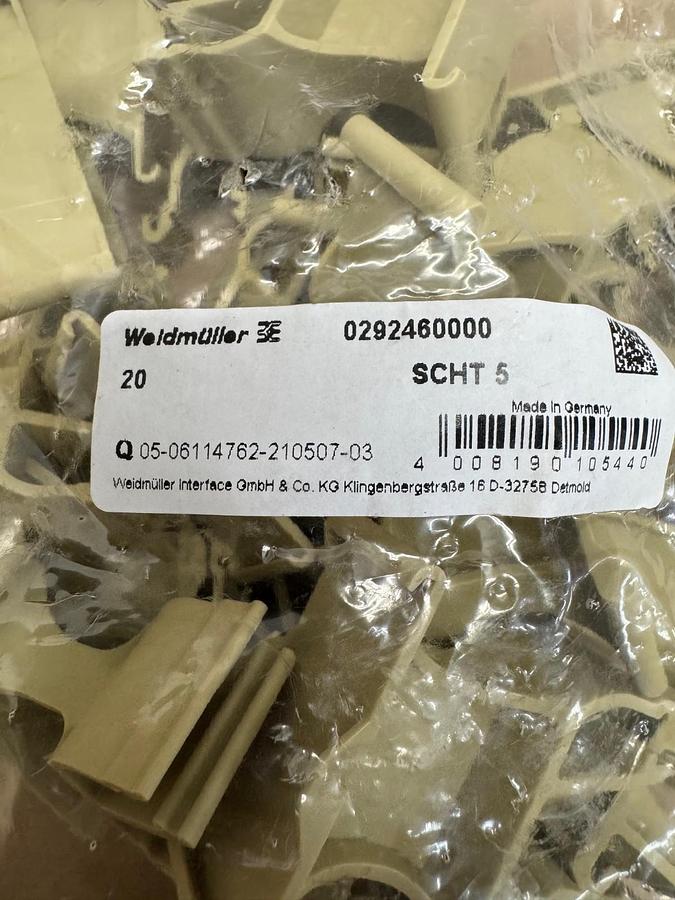 Weidmüller
0292460000
20
SCHT 5
Made in Germany
Q 05-06114762-210507-03
4 008190 105440
Weidmüller Interface GmbH & Co. KG Klingenbergstraße 16 D-32758 Detmold